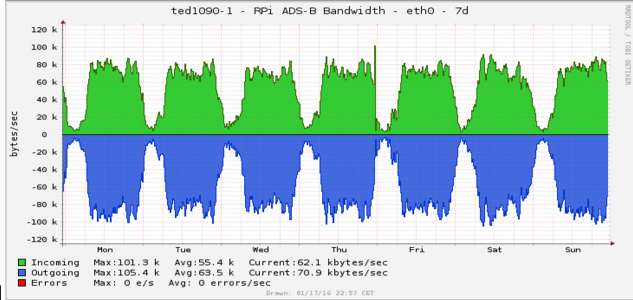 ted1090-1 - RPi ADS-B Bandwidth - eth0 - 7d
RRDTOOL / TOBI OETIKER
bytes/sec
120 k
100 k
80 k
60 k
40 k
20 k
0
-20 k
-40 k
-60 k
-80 k
-100 k
-120 k
Mon Tue Wed Thu Fri Sat Sun
Incoming Max:101.3 k Avg:55.4 k Current:62.1 kbytes/sec
Outgoing Max:105.4 k Avg:63.5 k Current:70.9 kbytes/sec
Errors Max: 0 e/s Avg: 0 errors/sec
Drawn: 01/17/16 22:57 CET